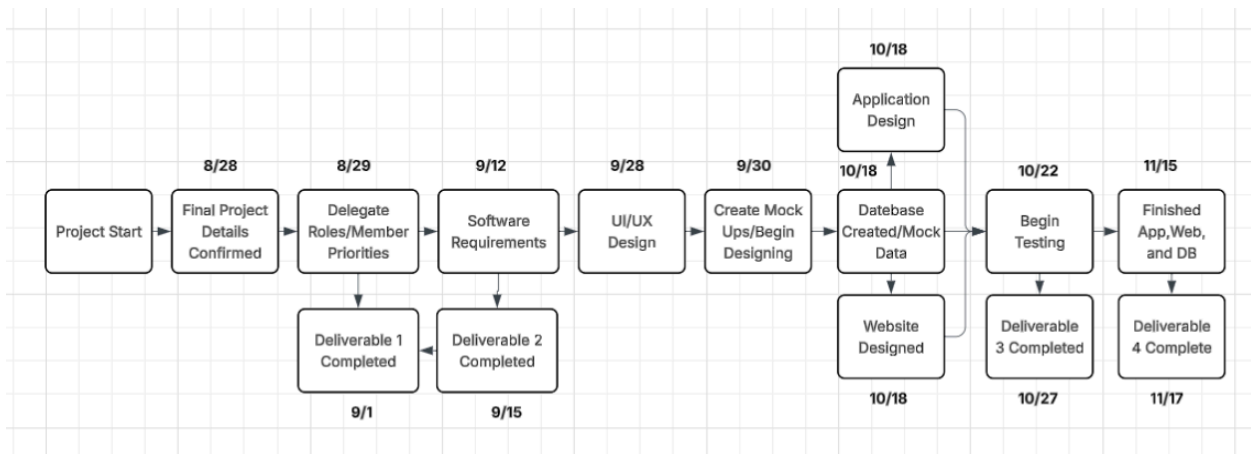 10/18
Application
Design
8/28
8/29
9/12
9/28
9/30
10/18
10/22
11/15
Project Start
Final Project
Details
Confirmed
Delegate
Roles/Member
Priorities
Software
Requirements
UI/UX
Design
Create Mock
Ups/Begin
Designing
Datebase
Created/Mock
Data
Begin
Testing
Finished
App,Web,
and DB
Deliverable 1
Completed
Deliverable 2
Completed
Website
Designed
Deliverable
3 Completed
Deliverable
4 Complete
9/1
9/15
10/18
10/27
11/17